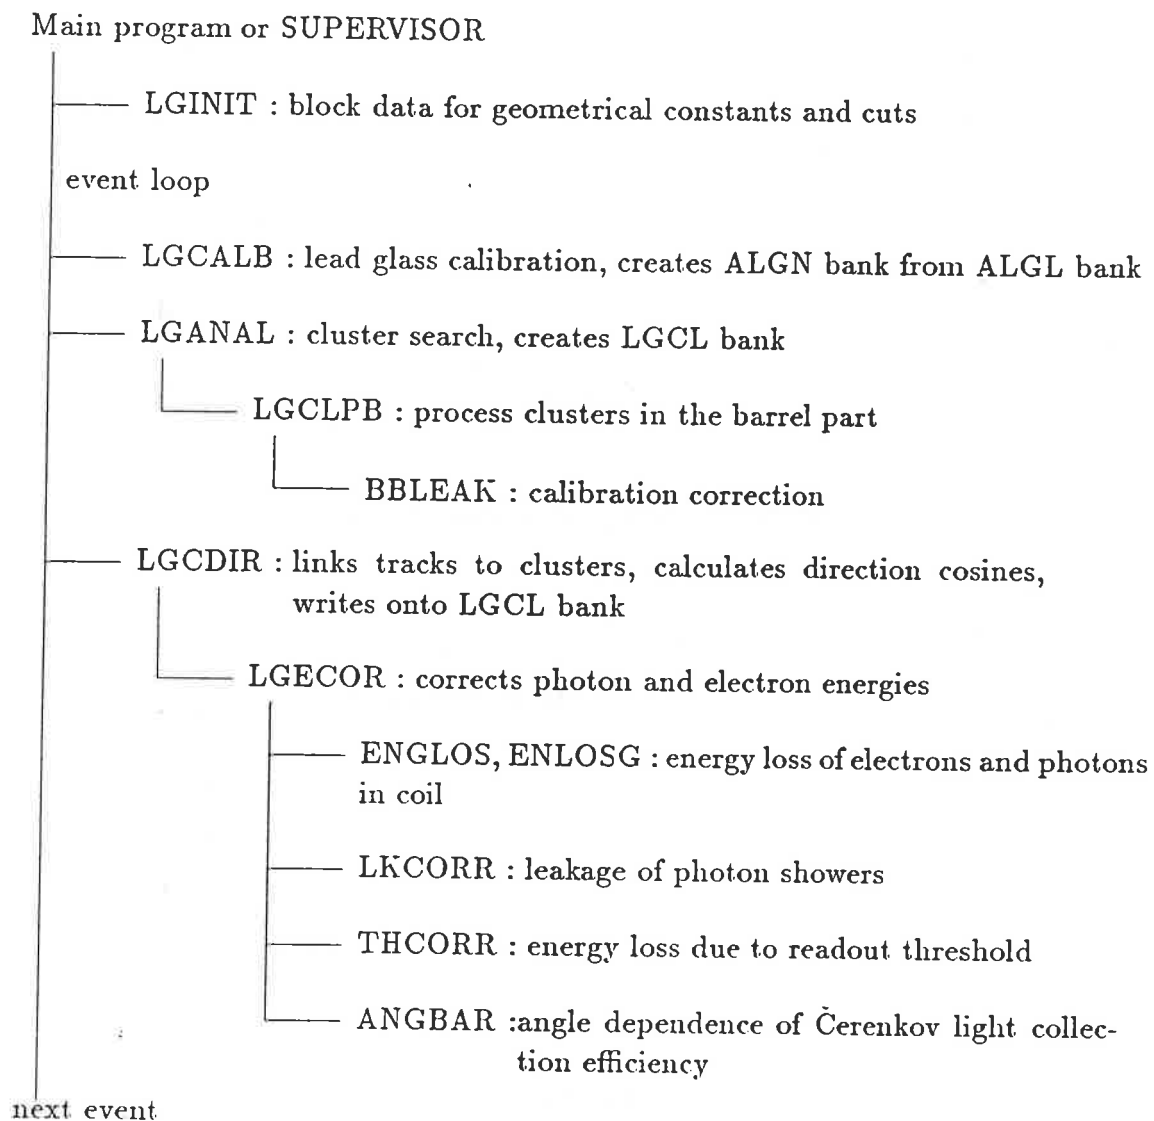 Main program or SUPERVISOR
LGINIT : block data for geometrical constants and cuts
event loop
LGCALB : lead glass calibration, creates ALGN bank from ALGL bank
LGANAL : cluster search, creates LGCL bank
LGCLPB : process clusters in the barrel part
BBLEAK : calibration correction
LGCDIR : links tracks to clusters, calculates direction cosines,
writes onto LGCL bank
LGECOR : corrects photon and electron energies
ENGLOS, ENLOSG : energy loss of electrons and photons
in coil
LKCORR : leakage of photon showers
THCORR : energy loss due to readout threshold
ANGBAR :angle dependence of Čerenkov light collec-
tion efficiency
next event